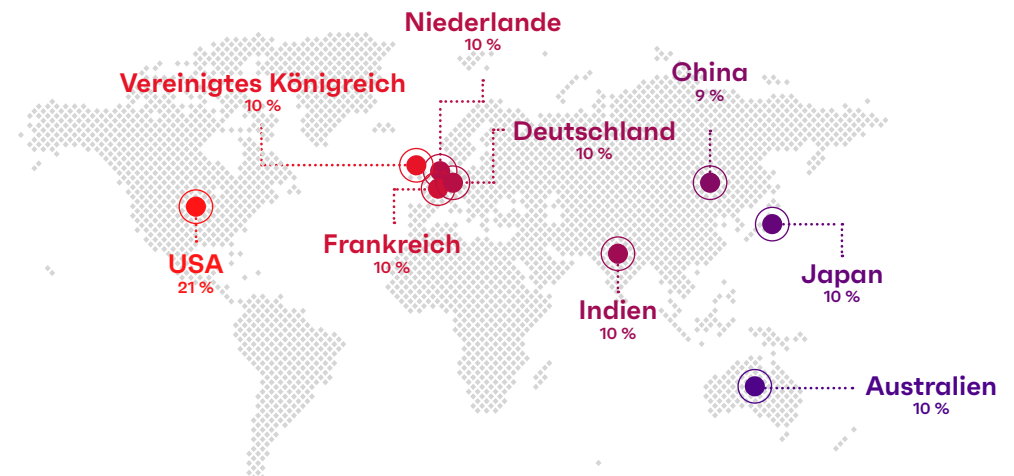 Niederlande
10 %
Vereinigtes Königreich
10 %
China
9 %
Deutschland
10 %
Frankreich
10 %
USA
21 %
Japan
10 %
Indien
10 %
Australien
10 %